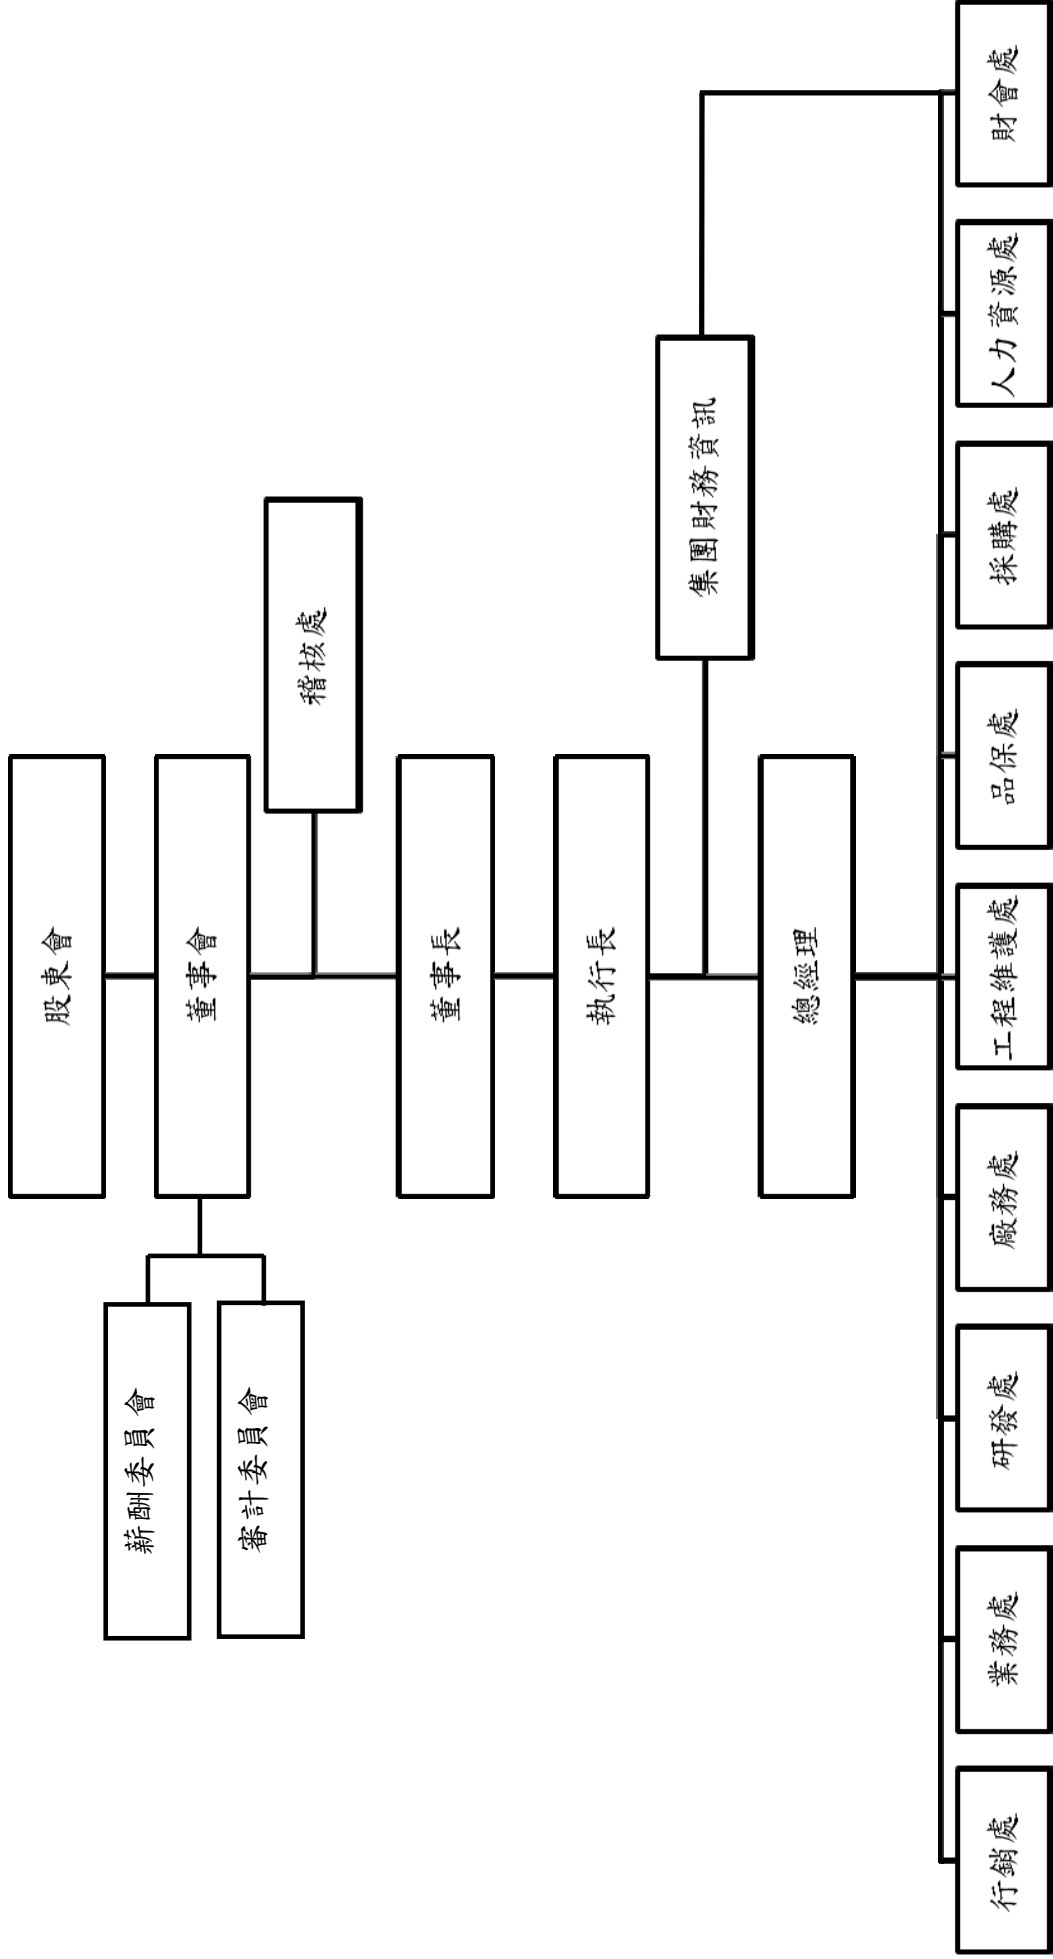 股東會
薪酬委員會
董事會
審計委員會
稽核處
董事長
執行長
集團財務資訊
總經理
行銷處
業務處
研發處
廠務處
工程維護處
品保處
採購處
人力資源處
財會處